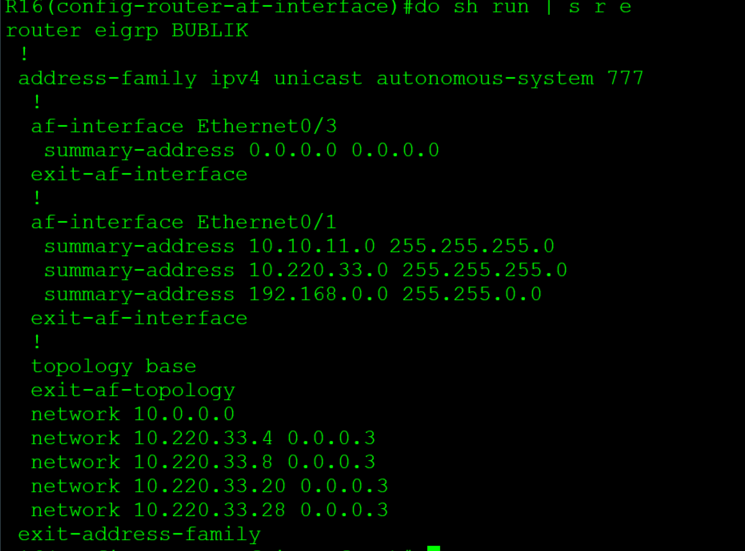 R16(config-router-af-interface)#do sh run | s r e
router eigrp BUBLIK
!
address-family ipv4 unicast autonomous-system 777
!
af-interface Ethernet0/3
summary-address 0.0.0.0 0.0.0.0
exit-af-interface
!
af-interface Ethernet0/1
summary-address 10.10.11.0 255.255.255.0
summary-address 10.220.33.0 255.255.255.0
summary-address 192.168.0.0 255.255.0.0
exit-af-interface
!
topology base
exit-af-topology
network 10.0.0.0
network 10.220.33.4 0.0.0.3
network 10.220.33.8 0.0.0.3
network 10.220.33.20 0.0.0.3
network 10.220.33.28 0.0.0.3
exit-address-family